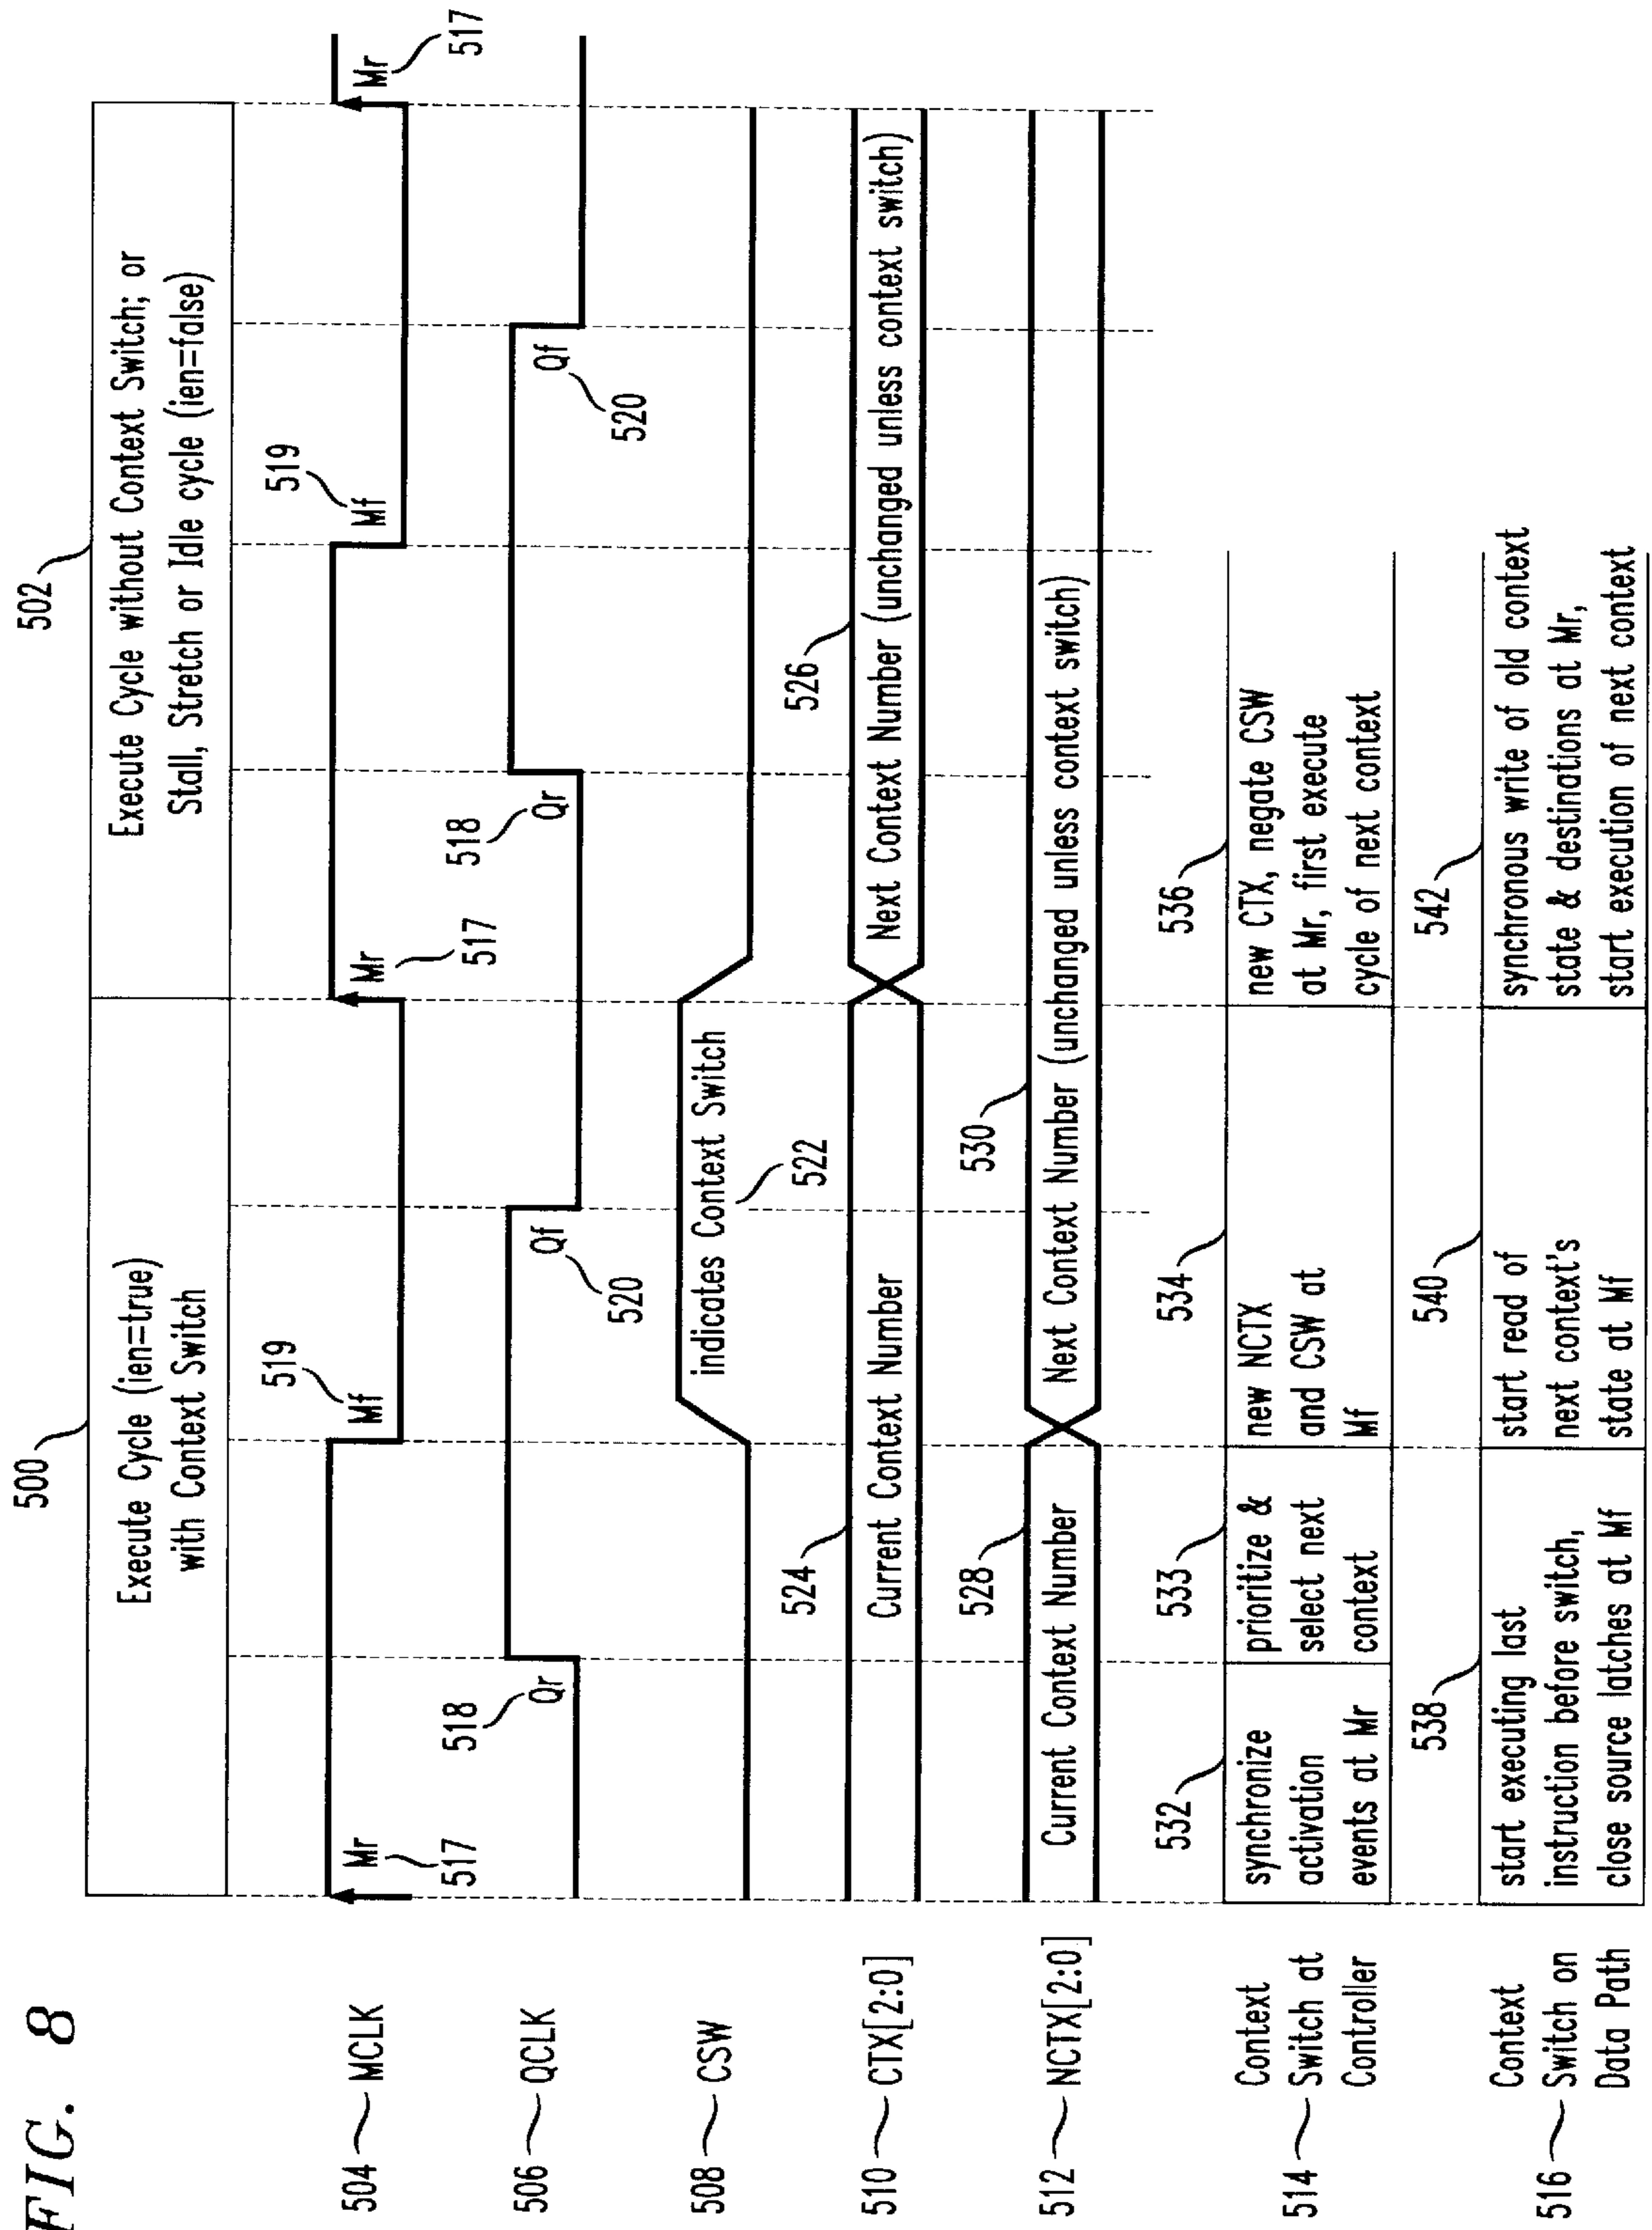 FIG. 8
500
502
Execute Cycle (ien=true)
with Context Switch
Execute Cycle without Context Switch; or
Stall, Stretch or Idle cycle (ien=false)
504 MCLK
Mr
517
519
Mf
Mr
517
519
Mf
Mr
517
506 QCLK
518
Qr
Qf
520
518
Qr
Qf
520
508 CSW
indicates Context Switch
522
510 CTX[2:0]
524
Current Context Number
526
Next Context Number (unchanged unless context switch)
512 NCTX[2:0]
528
Current Context Number
530
Next Context Number (unchanged unless context switch)
514
Context
Switch at
Controller
532
synchronize
activation
events at Mr
533
prioritize &
select next
context
534
new NCTX
and CSW at
Mf
536
new CTX, negate CSW
at Mr, first execute
cycle of next context
516
Context
Switch on
Data Path
538
start executing last
instruction before switch,
close source latches at Mf
540
start read of
next context's
state at Mf
542
synchronous write of old context
state & destinations at Mr,
start execution of next context